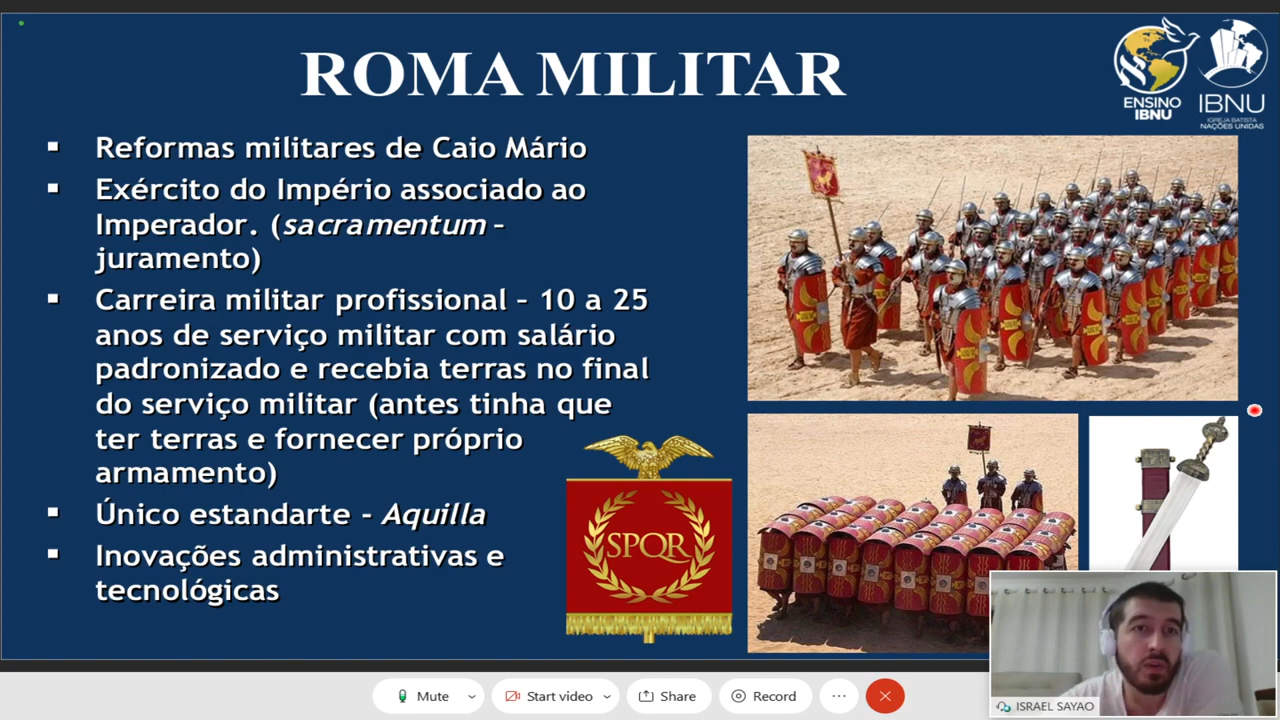 ROMA MILITAR
ENSINO
IBNU
IBNU
IGREJA BATISTA
NAÇÕES UNIDAS
▪ Reformas militares de Caio Mário
▪ Exército do Império associado ao
Imperador. (sacramentum –
juramento)
▪ Carreira militar profissional – 10 a 25
anos de serviço militar com salário
padronizado e recebia terras no final
do serviço militar (antes tinha que
ter terras e fornecer próprio
armamento)
▪ Único estandarte - Aquilla
▪ Inovações administrativas e
tecnológicas
SPQR
ISRAEL SAYAO
Mute
Start video
Share
Record